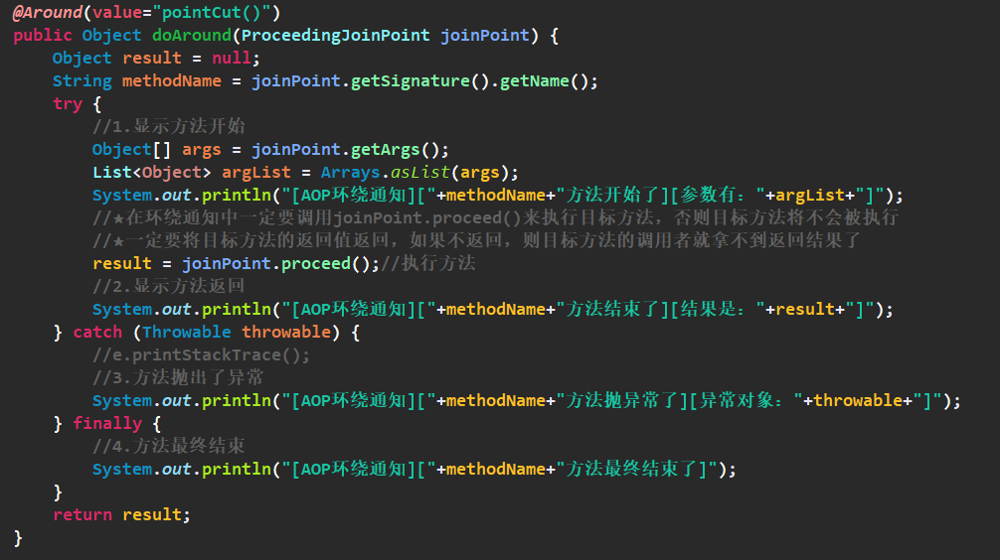 @Around(value="pointCut()")
public Object doAround(ProceedingJoinPoint joinPoint) {
    Object result = null;
    String methodName = joinPoint.getSignature().getName();
    try {
        //1.显示方法开始
        Object[] args = joinPoint.getArgs();
        List<Object> argList = Arrays.asList(args);
        System.out.println("[AOP环绕通知]["+methodName+"方法开始了][参数有："+argList+"]");
        //★在环绕通知中一定要调用joinPoint.proceed()来执行目标方法，否则目标方法将不会被执行
        //★一定要将目标方法的返回值返回，如果不返回，则目标方法的调用者就拿不到返回结果了
        result = joinPoint.proceed();//执行方法
        //2.显示方法返回
        System.out.println("[AOP环绕通知]["+methodName+"方法结束了][结果是："+result+"]");
    } catch (Throwable throwable) {
        //e.printStackTrace();
        //3.方法抛出了异常
        System.out.println("[AOP环绕通知]["+methodName+"方法抛异常了][异常对象："+throwable+"]");
    } finally {
        //4.方法最终结束
        System.out.println("[AOP环绕通知]["+methodName+"方法最终结束了]");
    }
    return result;
}